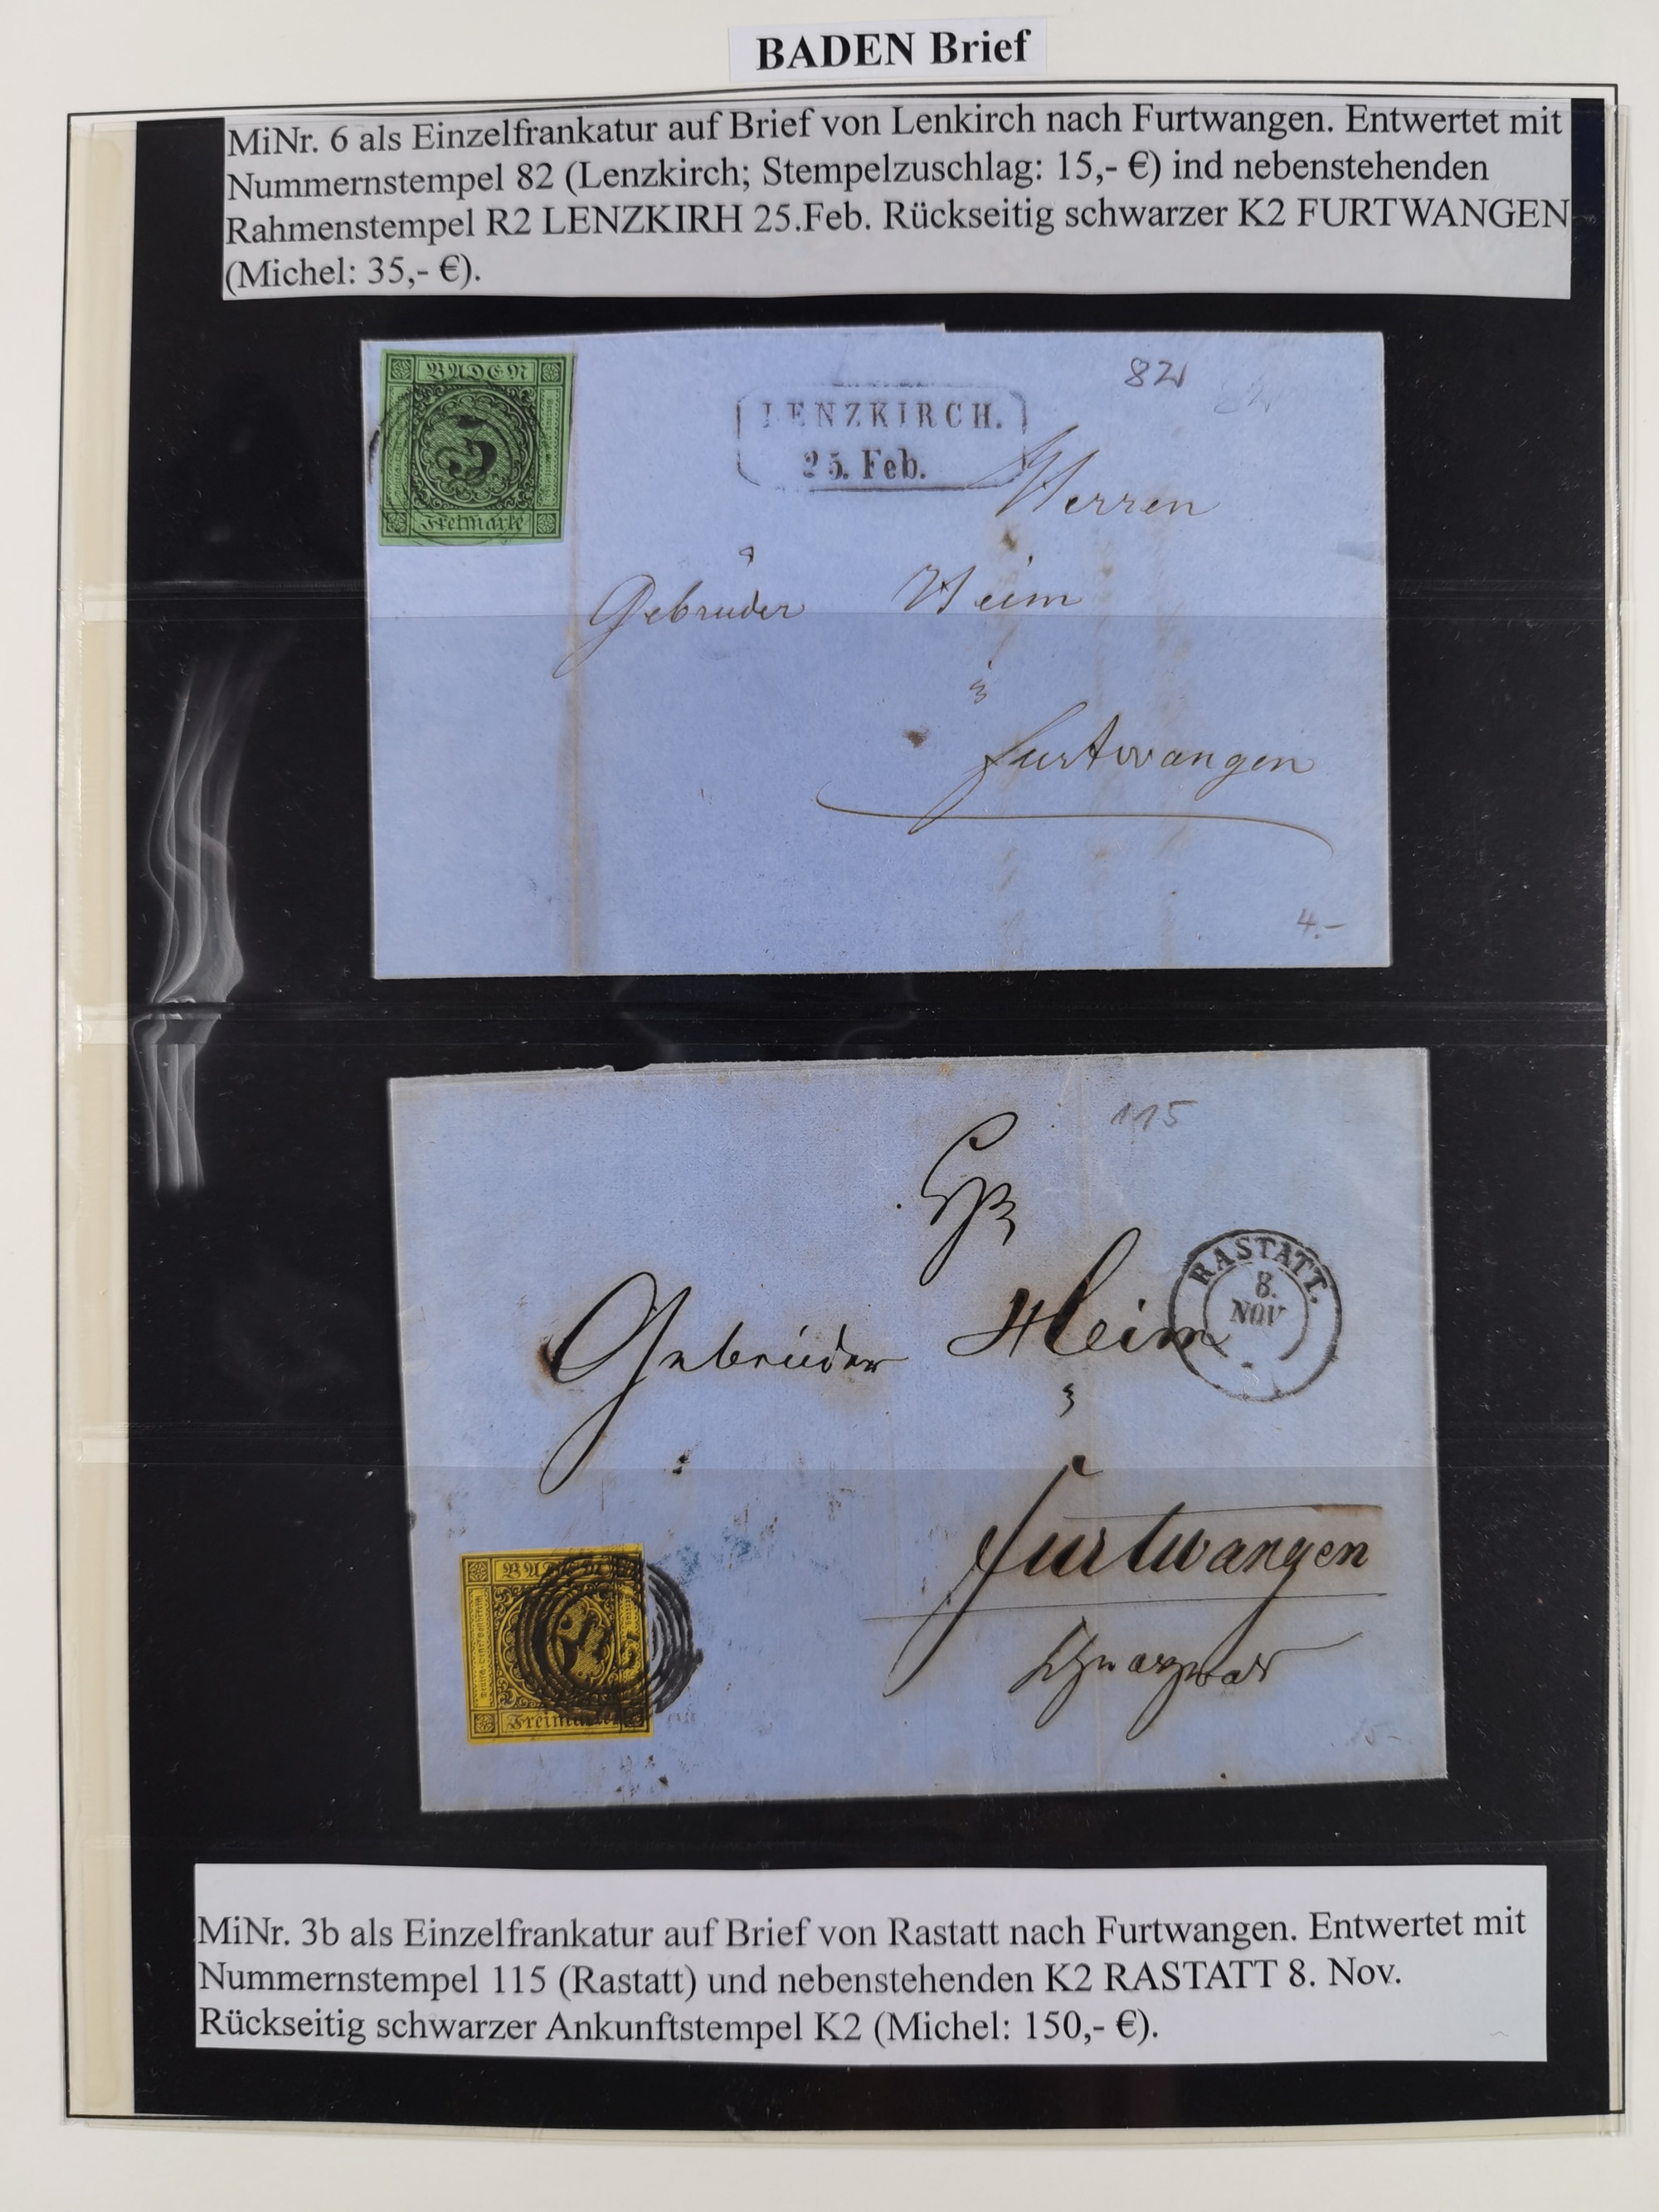 BADEN Brief
MiNr. 6 als Einzelfrankatur auf Brief von Lenkirch nach Furtwangen. Entwertet mit
Nummernstempel 82 (Lenzkirch; Stempelzuschlag: 15,- €) ind nebenstehenden
Rahmenstempel R2 LENZKIRH 25.Feb. Rückseitig schwarzer K2 FURTWANGEN
(Michel: 35,- €).
BADEN
3
Freimarke
82
LENZKIRCH.
25. Feb.
Herren
Gebrüder Heim
Furtwangen
4.-
115
RASTATT.
8.
NOV
Gebrüder Heim
Furtwangen
Schwarzwald
BADEN
Freimarke
15-
MiNr. 3b als Einzelfrankatur auf Brief von Rastatt nach Furtwangen. Entwertet mit
Nummernstempel 115 (Rastatt) und nebenstehenden K2 RASTATT 8. Nov.
Rückseitig schwarzer Ankunftstempel K2 (Michel: 150,- €).